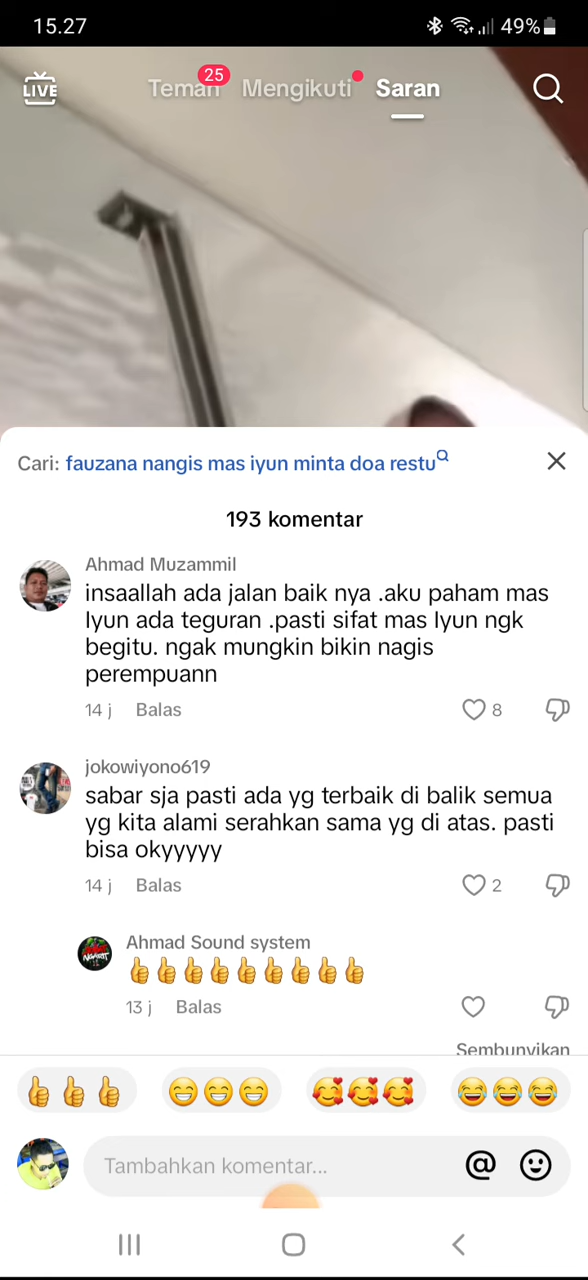 15.27
49%
LIVE
Teman 25 Mengikuti Saran
Cari: fauzana nangis mas iyun minta doa restu
193 komentar
Ahmad Muzammil
insaallah ada jalan baik nya .aku paham mas
Iyun ada teguran .pasti sifat mas Iyun ngk
begitu. ngak mungkin bikin nagis
perempuann
14 j Balas 8
jokowiyono619
sabar sja pasti ada yg terbaik di balik semua
yg kita alami serahkan sama yg di atas. pasti
bisa okyyyyy
14 j Balas 2
Ahmad Sound system
👍👍👍👍👍👍👍👍👍
13 j Balas
Sembunyikan
👍👍👍 😁😁😁 🥰🥰🥰 😂😂😂
Tambahkan komentar... @